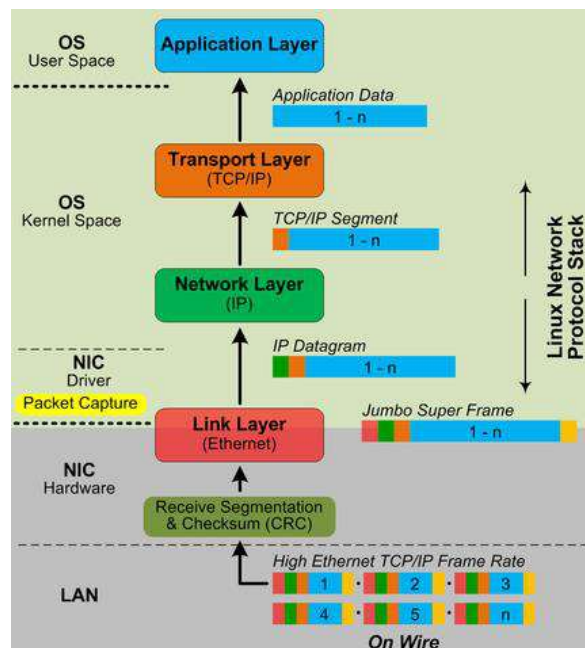 OS
User Space
Application Layer
Application Data
1 - n
Transport Layer
(TCP/IP)
OS
Kernel Space
TCP/IP Segment
1 - n
Network Layer
(IP)
Linux Network
Protocol Stack
NIC
Driver
Packet Capture
IP Datagram
1 - n
Link Layer
(Ethernet)
Jumbo Super Frame
1 - n
NIC
Hardware
Receive Segmentation
& Checksum (CRC)
LAN
High Ethernet TCP/IP Frame Rate
1 2 3
4 5 n
On Wire